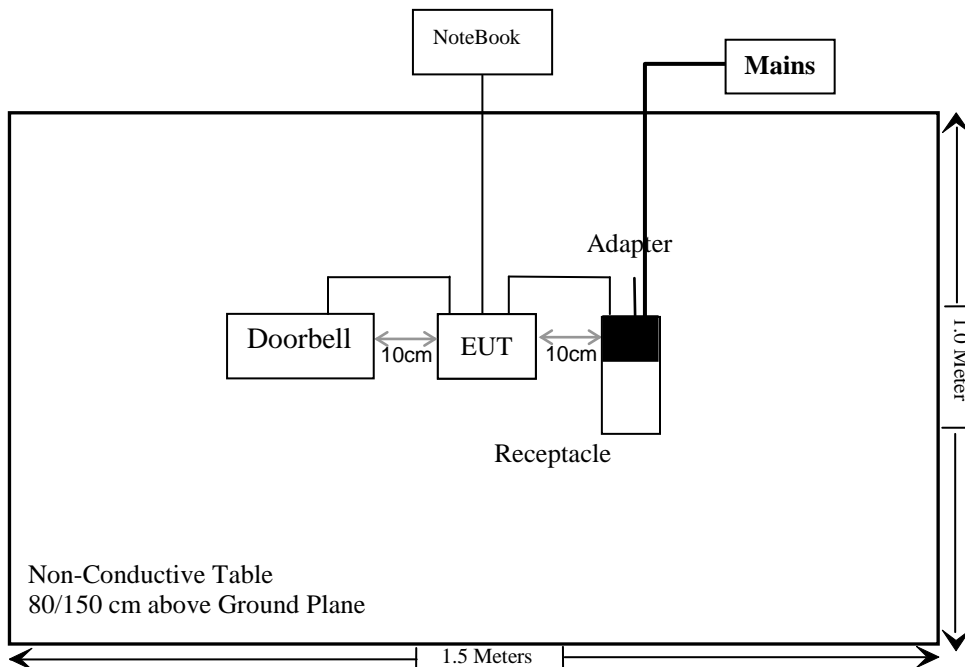 NoteBook
Mains
Adapter
Doorbell
10cm
EUT
10cm
Receptacle
1.0 Meter
Non-Conductive Table
80/150 cm above Ground Plane
1.5 Meters